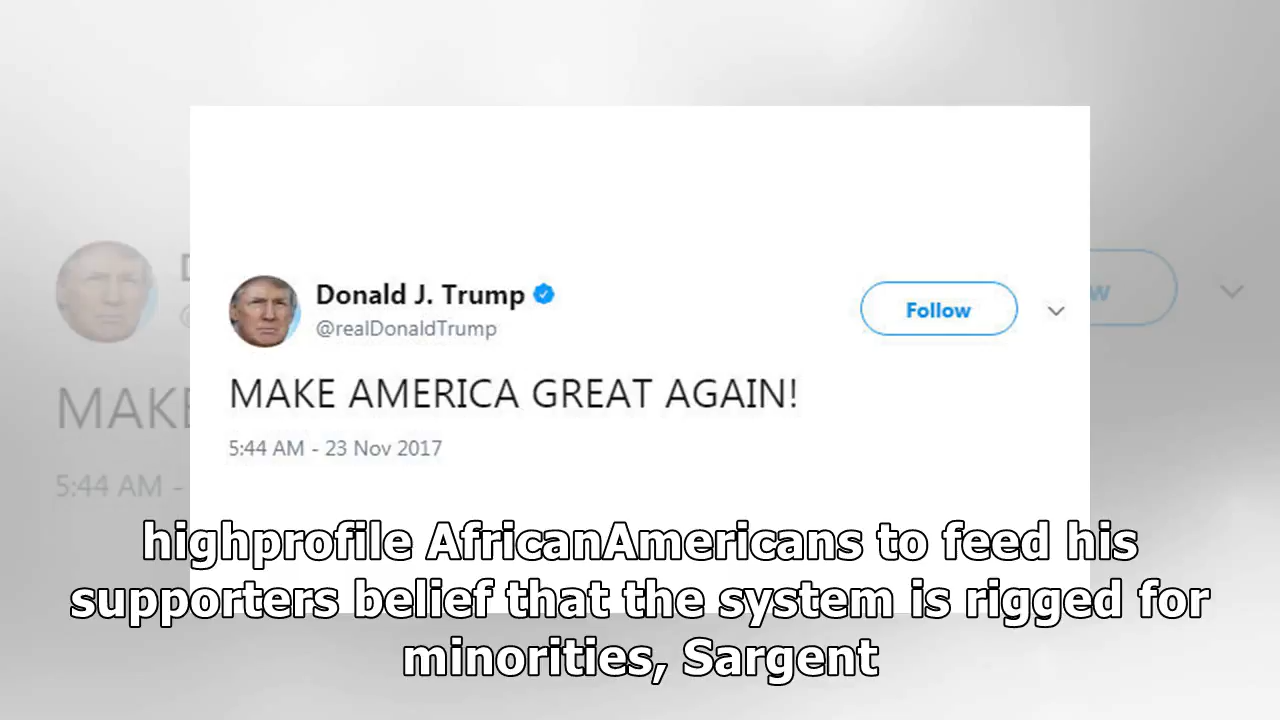 Donald J. Trump
@realDonaldTrump
Follow
MAKE AMERICA GREAT AGAIN!
5:44 AM - 23 Nov 2017
highprofile AfricanAmericans to feed his
supporters belief that the system is rigged for
minorities, Sargent